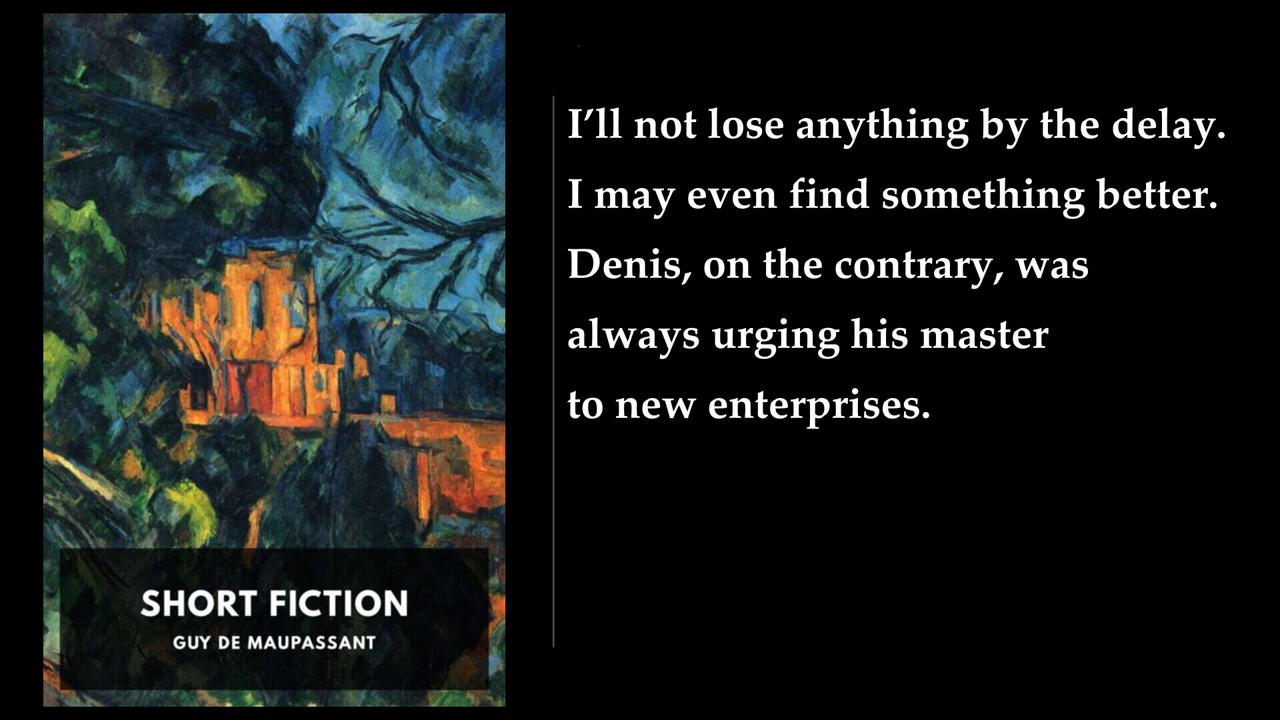 I’ll not lose anything by the delay.
I may even find something better.
Denis, on the contrary, was
always urging his master
to new enterprises.
SHORT FICTION
GUY DE MAUPASSANT